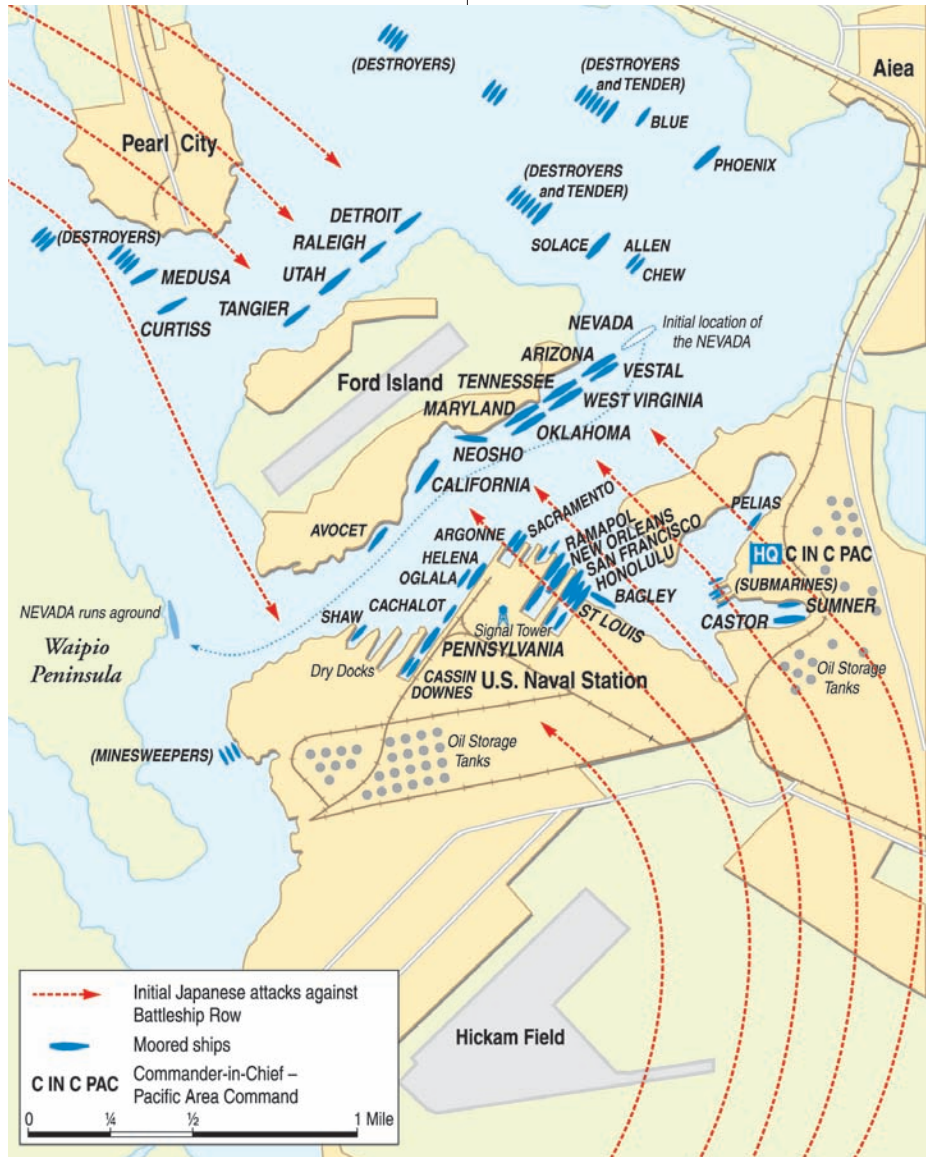 (DESTROYERS)
(DESTROYERS
and TENDER)
Aiea
BLUE
Pearl City
PHOENIX
(DESTROYERS
and TENDER)
DETROIT
(DESTROYERS)
RALEIGH
SOLACE
ALLEN
CHEW
MEDUSA
UTAH
TANGIER
CURTISS
NEVADA
Initial location of
the NEVADA
ARIZONA
VESTAL
Ford Island
TENNESSEE
WEST VIRGINIA
MARYLAND
OKLAHOMA
NEOSHO
CALIFORNIA
SACRAMENTO
PELIAS
AVOCET
ARGONNE
RAMAPOL
NEW ORLEANS
SAN FRANCISCO
HONOLULU
HQ C IN C PAC
HELENA
OGLALA
(SUBMARINES)
BAGLEY
SUMNER
CACHALOT
ST LOUIS
CASTOR
NEVADA runs aground
SHAW
Signal Tower
Waipio
Peninsula
PENNSYLVANIA
Dry Docks
CASSIN
DOWNES
U.S. Naval Station
Oil Storage
Tanks
Oil Storage
Tanks
(MINESWEEPERS)
Initial Japanese attacks against
Battleship Row
Moored ships
C IN C PAC
Commander-in-Chief –
Pacific Area Command
0 ¼ ½ 1 Mile
Hickam Field